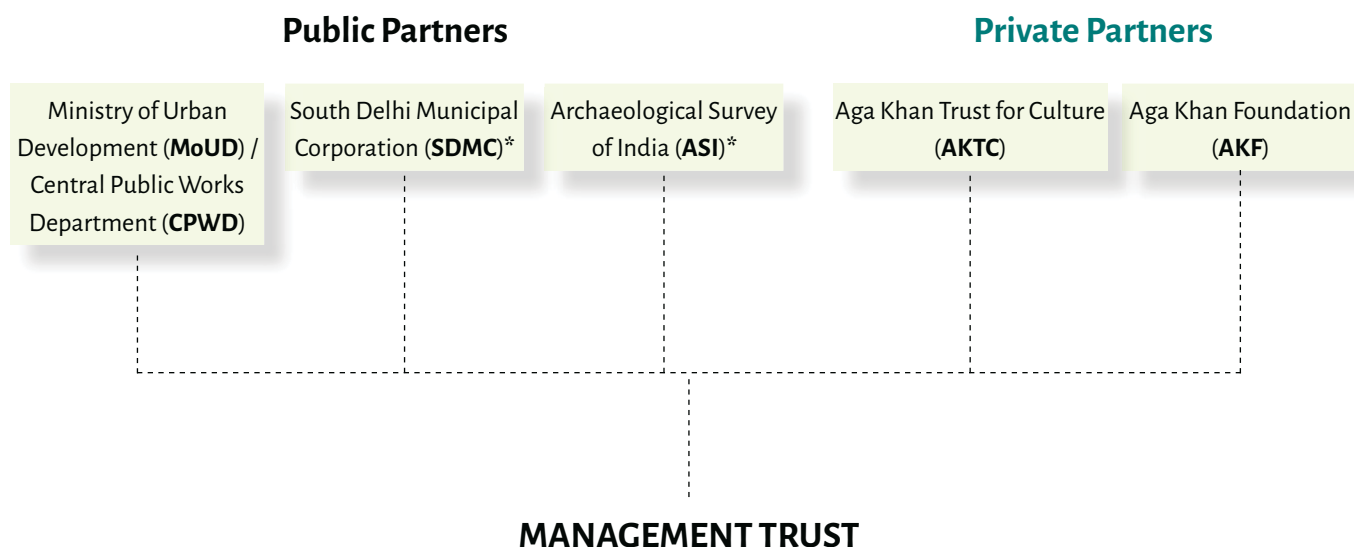 Public Partners
Private Partners
Ministry of Urban
Development (MoUD) /
Central Public Works
Department (CPWD)
South Delhi Municipal
Corporation (SDMC)*
Archaeological Survey
of India (ASI)*
Aga Khan Trust for Culture
(AKTC)
Aga Khan Foundation
(AKF)
MANAGEMENT TRUST